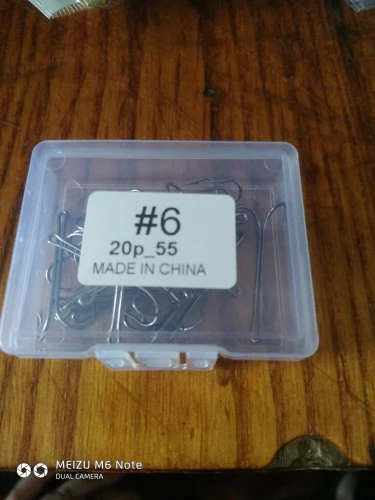 #6
20p_55
MADE IN CHINA
MEIZU M6 Note
DUAL CAMERA